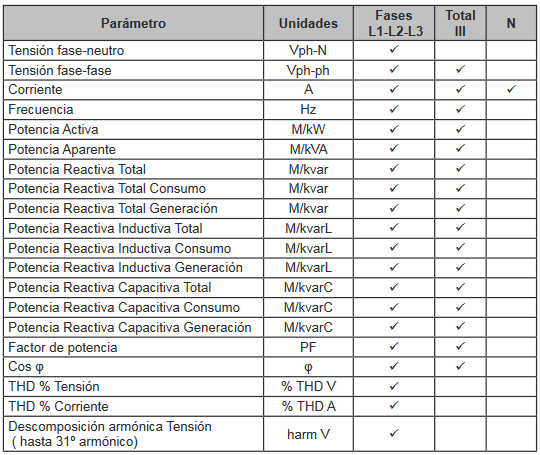 Parámetro Unidades Fases L1-L2-L3 Total III N
Tensión fase-neutro Vph-N ✓
Tensión fase-fase Vph-ph ✓ ✓
Corriente A ✓ ✓ ✓
Frecuencia Hz ✓ ✓
Potencia Activa M/kW ✓ ✓
Potencia Aparente M/kVA ✓ ✓
Potencia Reactiva Total M/kvar ✓ ✓
Potencia Reactiva Total Consumo M/kvar ✓ ✓
Potencia Reactiva Total Generación M/kvar ✓ ✓
Potencia Reactiva Inductiva Total M/kvarL ✓ ✓
Potencia Reactiva Inductiva Consumo M/kvarL ✓ ✓
Potencia Reactiva Inductiva Generación M/kvarL ✓ ✓
Potencia Reactiva Capacitiva Total M/kvarC ✓ ✓
Potencia Reactiva Capacitiva Consumo M/kvarC ✓ ✓
Potencia Reactiva Capacitiva Generación M/kvarC ✓ ✓
Factor de potencia PF ✓ ✓
Cos φ φ ✓ ✓
THD % Tensión % THD V ✓
THD % Corriente % THD A ✓
Descomposición armónica Tensión
( hasta 31º armónico) harm V ✓